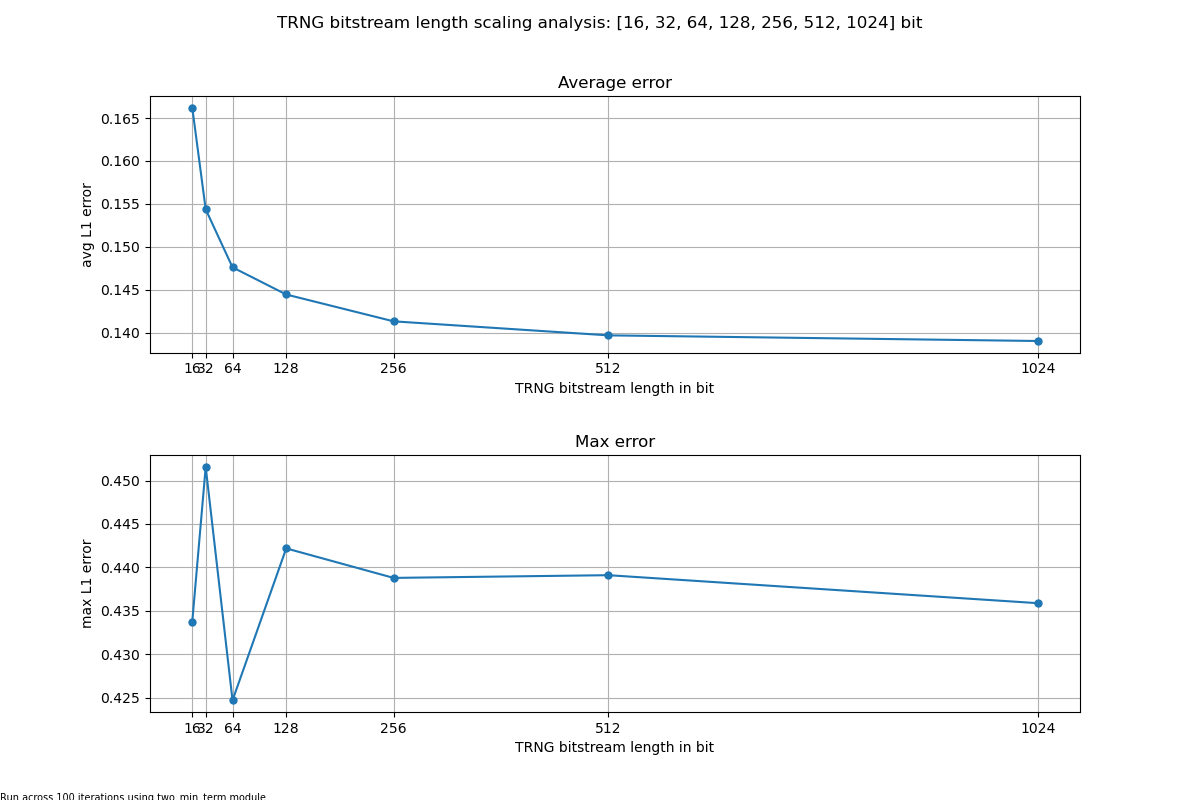 TRNG bitstream length scaling analysis: [16, 32, 64, 128, 256, 512, 1024] bit
Average error
avg L1 error
0.165
0.160
0.155
0.150
0.145
0.140
16 32 64 128 256 512 1024
TRNG bitstream length in bit
Max error
max L1 error
0.450
0.445
0.440
0.435
0.430
0.425
16 32 64 128 256 512 1024
TRNG bitstream length in bit
Run across 100 iterations using two_min_term module